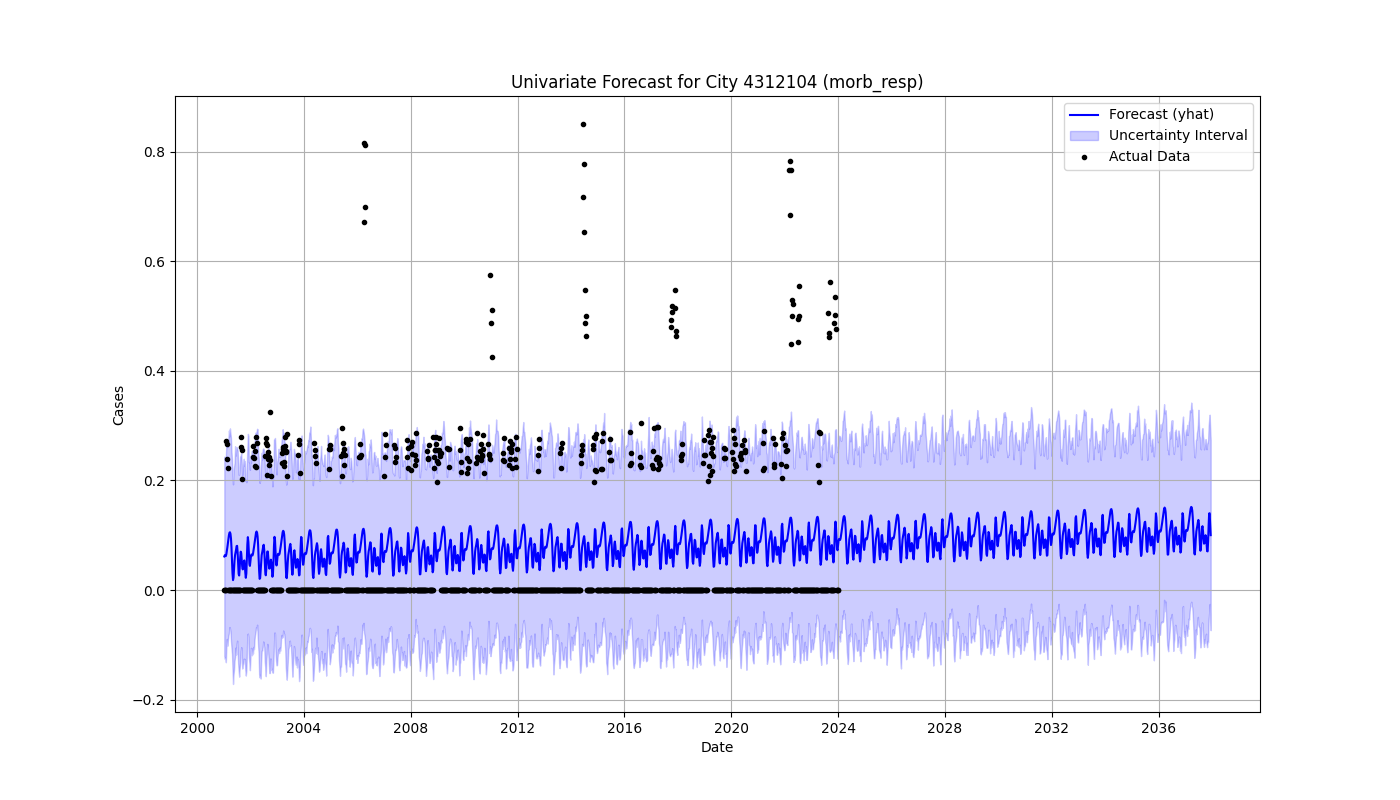 Univariate Forecast for City 4312104 (morb_resp)
Forecast (yhat)
Uncertainty Interval
Actual Data
Cases
0.8
0.6
0.4
0.2
0.0
−0.2
2000 2004 2008 2012 2016 2020 2024 2028 2032 2036
Date